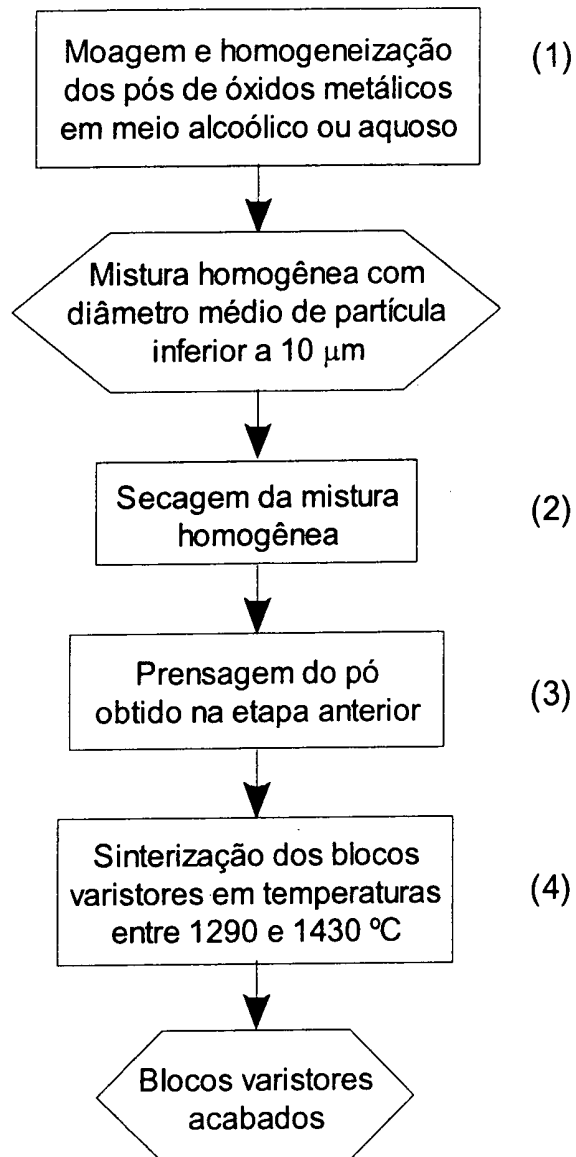 Moagem e homogeneização
dos pós de óxidos metálicos
em meio alcoólico ou aquoso
(1)
Mistura homogênea com
diâmetro médio de partícula
inferior a 10 μm
Secagem da mistura
homogênea
(2)
Prensagem do pó
obtido na etapa anterior
(3)
Sinterização dos blocos
varistores em temperaturas
entre 1290 e 1430 ºC
(4)
Blocos varistores
acabados